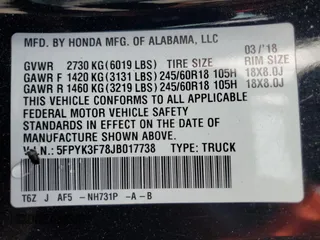 MFD. BY HONDA MFG. OF ALABAMA, LLC
03/'18
GVWR 2730 KG(6019 LBS) TIRE SIZE RIM SIZE
GAWR F 1420 KG(3131 LBS) 245/60R18 105H 18X8.0J
GAWR R 1460 KG(3219 LBS) 245/60R18 105H 18X8.0J
THIS VEHICLE CONFORMS TO ALL APPLICABLE
FEDERAL MOTOR VEHICLE SAFETY
STANDARDS IN EFFECT ON THE DATE OF
MANUFACTURE SHOWN ABOVE.
V.I.N.: 5FPYK3F78JB017738 TYPE: TRUCK
T6Z J AF5 -NH731P -A-B